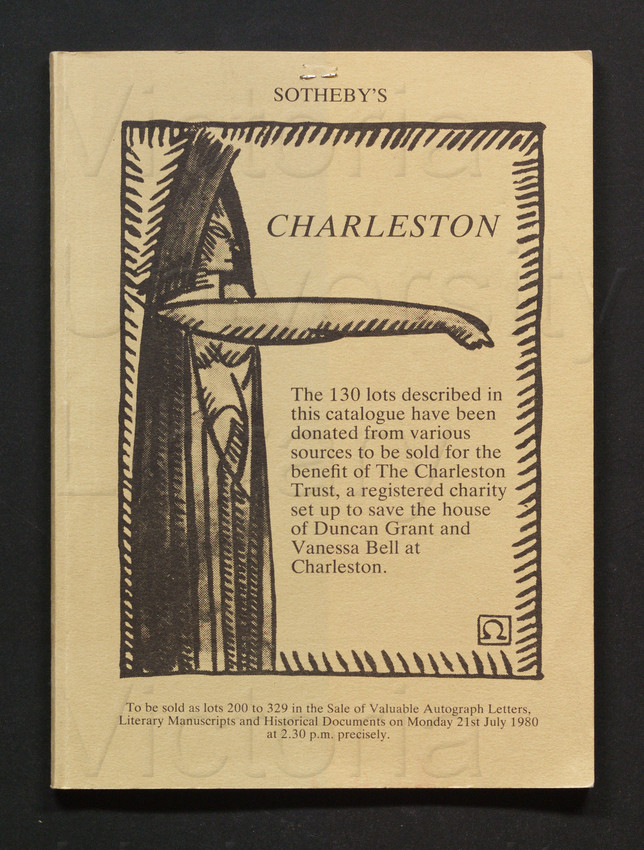 SOTHEBY'S
CHARLESTON
The 130 lots described in
this catalogue have been
donated from various
sources to be sold for the
benefit of The Charleston
Trust, a registered charity
set up to save the house
of Duncan Grant and
Vanessa Bell at
Charleston.
Ω
To be sold as lots 200 to 329 in the Sale of Valuable Autograph Letters,
Literary Manuscripts and Historical Documents on Monday 21st July 1980
at 2.30 p.m. precisely.
Victoria
University
Victoria